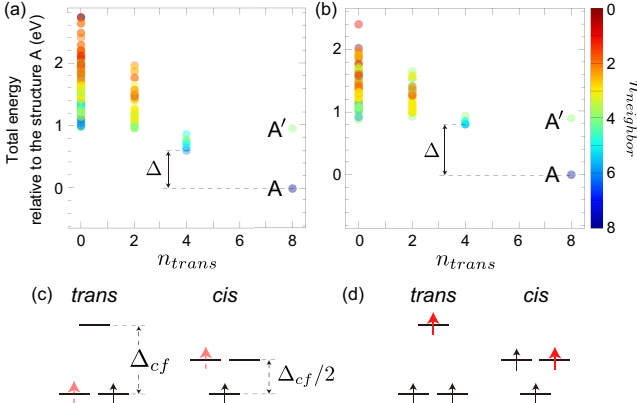 (a)
(b)
Total energy
relative to the structure A (eV)
2
1
0
A′
A
Δ
0 2 4 6 8
n_trans
2
1
0
A′
A
Δ
0 2 4 6 8
n_trans
0
2
4
6
8
n_neighbor
(c) trans cis
Δ_cf
Δ_cf/2
(d) trans cis